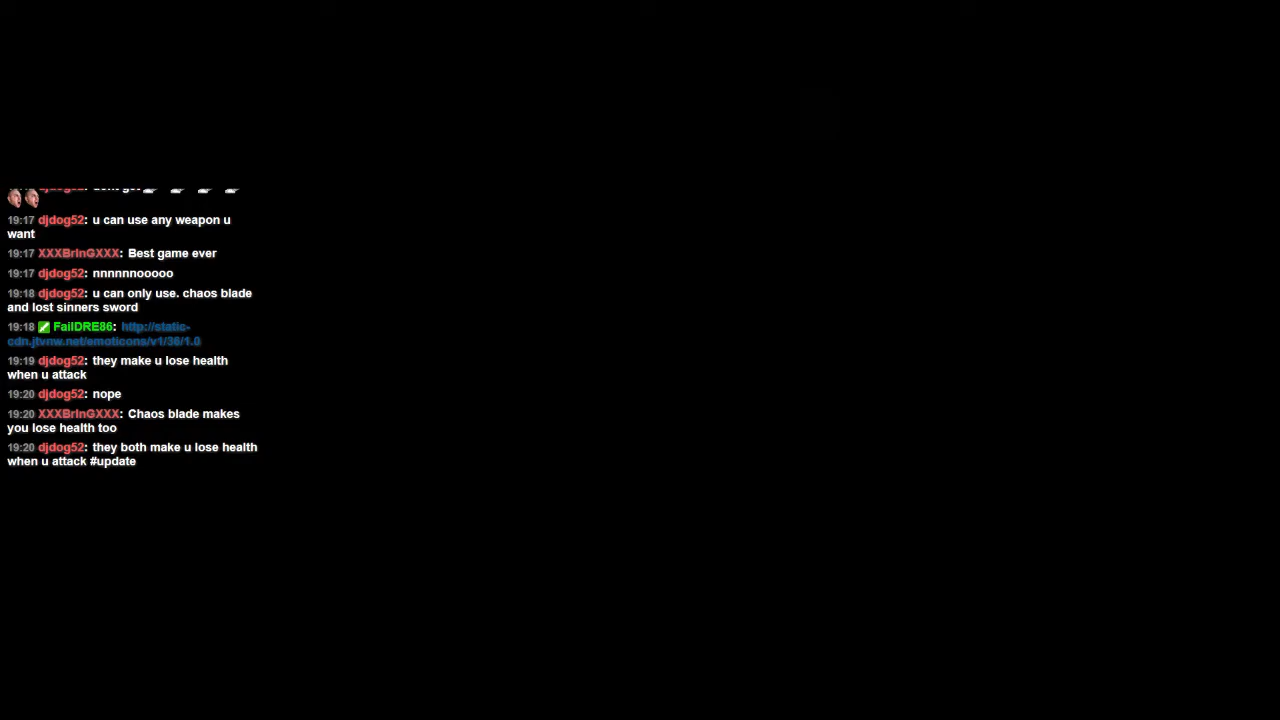 19:17 djdog52: u can use any weapon u
want
19:17 XXXBrInGXXX: Best game ever
19:17 djdog52: nnnnnnooooo
19:18 djdog52: u can only use. chaos blade
and lost sinners sword
19:18 FailDRE86: http://static-
cdn.jtvnw.net/emoticons/v1/36/1.0
19:19 djdog52: they make u lose health
when u attack
19:20 djdog52: nope
19:20 XXXBrInGXXX: Chaos blade makes
you lose health too
19:20 djdog52: they both make u lose health
when u attack #update